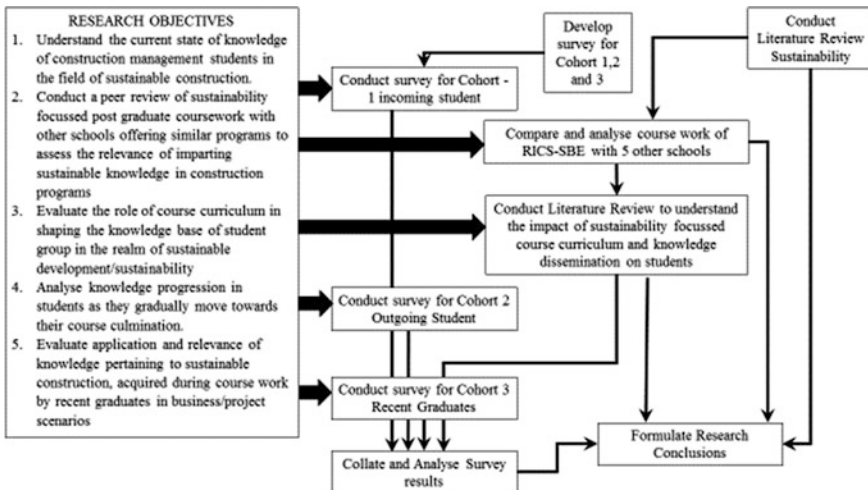 RESEARCH OBJECTIVES
1. Understand the current state of knowledge
of construction management students in
the field of sustainable construction.
2. Conduct a peer review of sustainability
focussed post graduate coursework with
other schools offering similar programs to
assess the relevance of imparting
sustainable knowledge in construction
programs
3. Evaluate the role of course curriculum in
shaping the knowledge base of student
group in the realm of sustainable
development/sustainability
4. Analyse knowledge progression in
students as they gradually move towards
their course culmination.
5. Evaluate application and relevance of
knowledge pertaining to sustainable
construction, acquired during course work
by recent graduates in business/project
scenarios
Develop
survey for
Cohort 1,2
and 3
Conduct
Literature Review
Sustainability
Conduct survey for Cohort -
1 incoming student
Compare and analyse course work of
RICS-SBE with 5 other schools
Conduct Literature Review to understand
the impact of sustainability focussed
course curriculum and knowledge
dissemination on students
Conduct survey for Cohort 2
Outgoing Student
Conduct survey for Cohort 3
Recent Graduates
Collate and Analyse Survey
results
Formulate Research
Conclusions